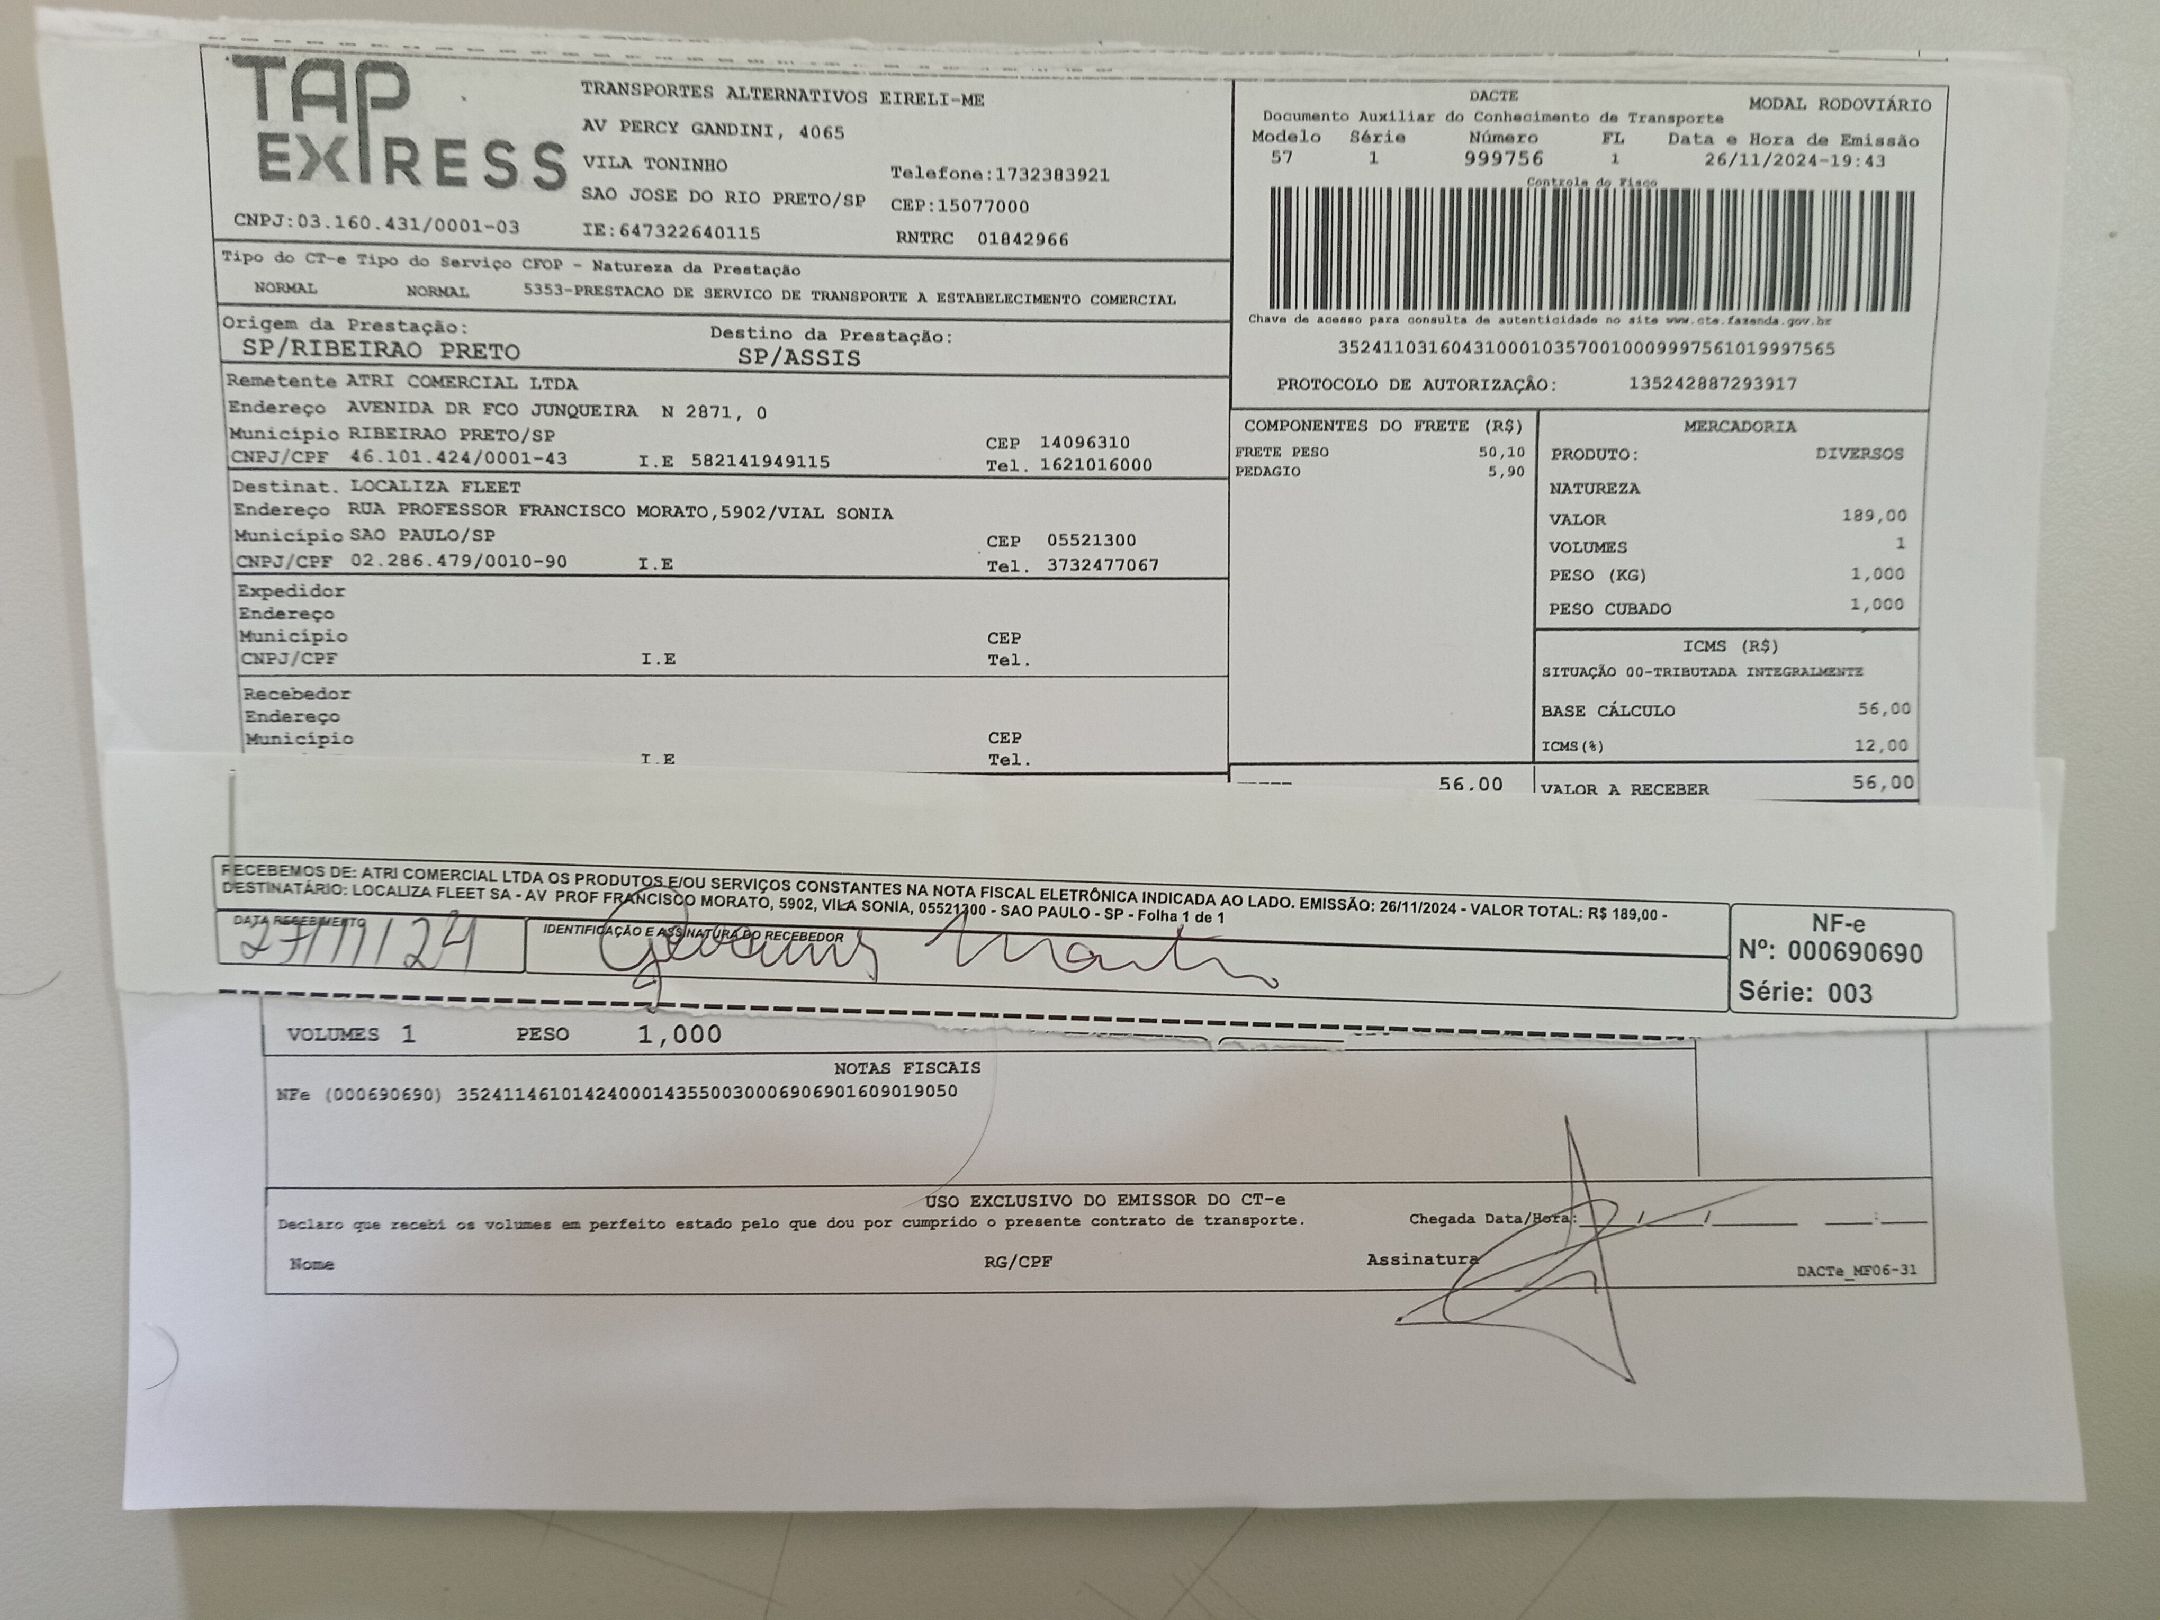 TAP EXPRESS
TRANSPORTES ALTERNATIVOS EIRELI-ME
AV PERCY GANDINI, 4065
VILA TONINHO
Telefone:1732383921
SAO JOSE DO RIO PRETO/SP CEP:15077000
CNPJ:03.160.431/0001-03 IE:647322640115 RNTRC 01842966
DACTE MODAL RODOVIÁRIO
Documento Auxiliar do Conhecimento de Transporte
Modelo Série Número FL Data e Hora de Emissão
57 1 999756 1 26/11/2024-19:43
Controle do Fisco
Chave de acesso para consulta de autenticidade no site www.cte.fazenda.gov.br
35241103160431000103570010009997561019997565
PROTOCOLO DE AUTORIZAÇÃO: 135242887293917
Tipo do CT-e Tipo do Serviço CFOP - Natureza da Prestação
NORMAL NORMAL 5353-PRESTACAO DE SERVICO DE TRANSPORTE A ESTABELECIMENTO COMERCIAL
Origem da Prestação: Destino da Prestação:
SP/RIBEIRAO PRETO SP/ASSIS
Remetente ATRI COMERCIAL LTDA
Endereço AVENIDA DR FCO JUNQUEIRA N 2871, 0
Município RIBEIRAO PRETO/SP CEP 14096310
CNPJ/CPF 46.101.424/0001-43 I.E 582141949115 Tel. 1621016000
Destinat. LOCALIZA FLEET
Endereço RUA PROFESSOR FRANCISCO MORATO,5902/VIAL SONIA
Município SAO PAULO/SP CEP 05521300
CNPJ/CPF 02.286.479/0010-90 I.E Tel. 3732477067
Expedidor
Endereço
Município CEP
CNPJ/CPF I.E Tel.
Recebedor
Endereço
Município CEP
I.E Tel.
COMPONENTES DO FRETE (R$)
FRETE PESO 50,10
PEDAGIO 5,90
56.00
MERCADORIA
PRODUTO: DIVERSOS
NATUREZA
VALOR 189,00
VOLUMES 1
PESO (KG) 1,000
PESO CUBADO 1,000
ICMS (R$)
SITUAÇÃO 00-TRIBUTADA INTEGRALMENTE
BASE CÁLCULO 56,00
ICMS(%) 12,00
VALOR A RECEBER 56,00
RECEBEMOS DE: ATRI COMERCIAL LTDA OS PRODUTOS E/OU SERVIÇOS CONSTANTES NA NOTA FISCAL ELETRÔNICA INDICADA AO LADO. EMISSÃO: 26/11/2024 - VALOR TOTAL: R$ 189,00 -
DESTINATÁRIO: LOCALIZA FLEET SA - AV PROF FRANCISCO MORATO, 5902, VILA SONIA, 05521300 - SAO PAULO - SP - Folha 1 de 1
DATA RECEBIMENTO IDENTIFICAÇÃO E ASSINATURA DO RECEBEDOR
27/11/24
NF-e
Nº: 000690690
Série: 003
VOLUMES 1 PESO 1,000
NOTAS FISCAIS
NFe (000690690) 35241146101424000143550030006906901609019050
USO EXCLUSIVO DO EMISSOR DO CT-e
Declaro que recebi os volumes em perfeito estado pelo que dou por cumprido o presente contrato de transporte. Chegada Data/Hora: / / :
Nome RG/CPF Assinatura
DACTe_MF06-31